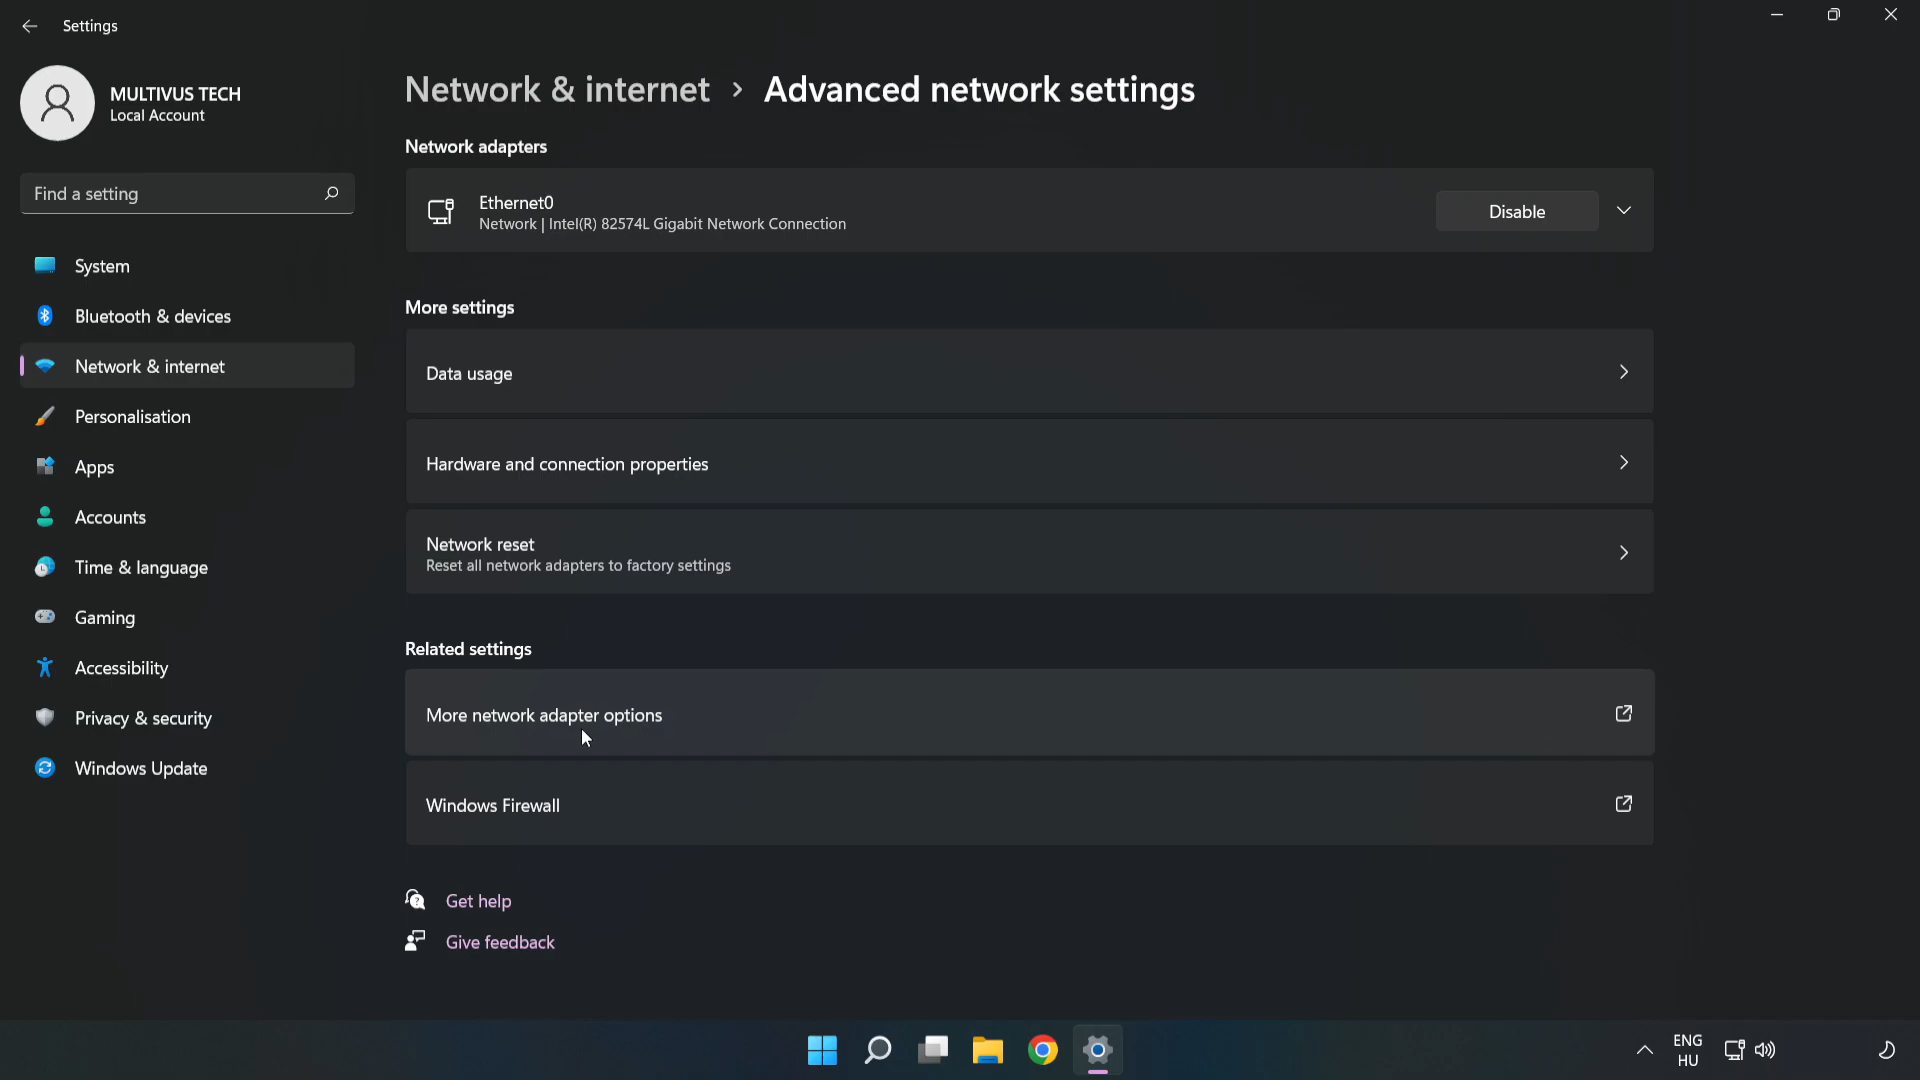 Settings
MULTIVUS TECH
Local Account
Find a setting
System
Bluetooth & devices
Network & internet
Personalisation
Apps
Accounts
Time & language
Gaming
Accessibility
Privacy & security
Windows Update
Network & internet › Advanced network settings
Network adapters
Ethernet0
Network | Intel(R) 82574L Gigabit Network Connection
Disable
More settings
Data usage
Hardware and connection properties
Network reset
Reset all network adapters to factory settings
Related settings
More network adapter options
Windows Firewall
Get help
Give feedback
ENG
HU